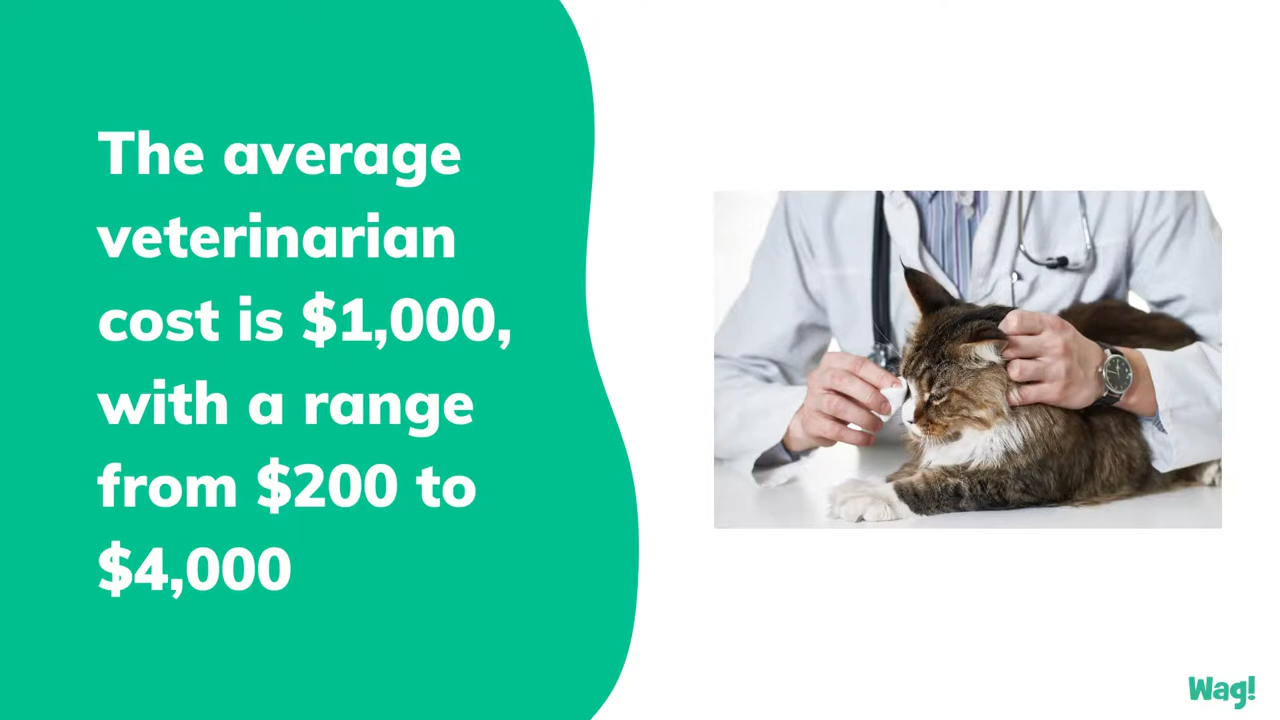 The average
veterinarian
cost is $1,000,
with a range
from $200 to
$4,000
Wag!